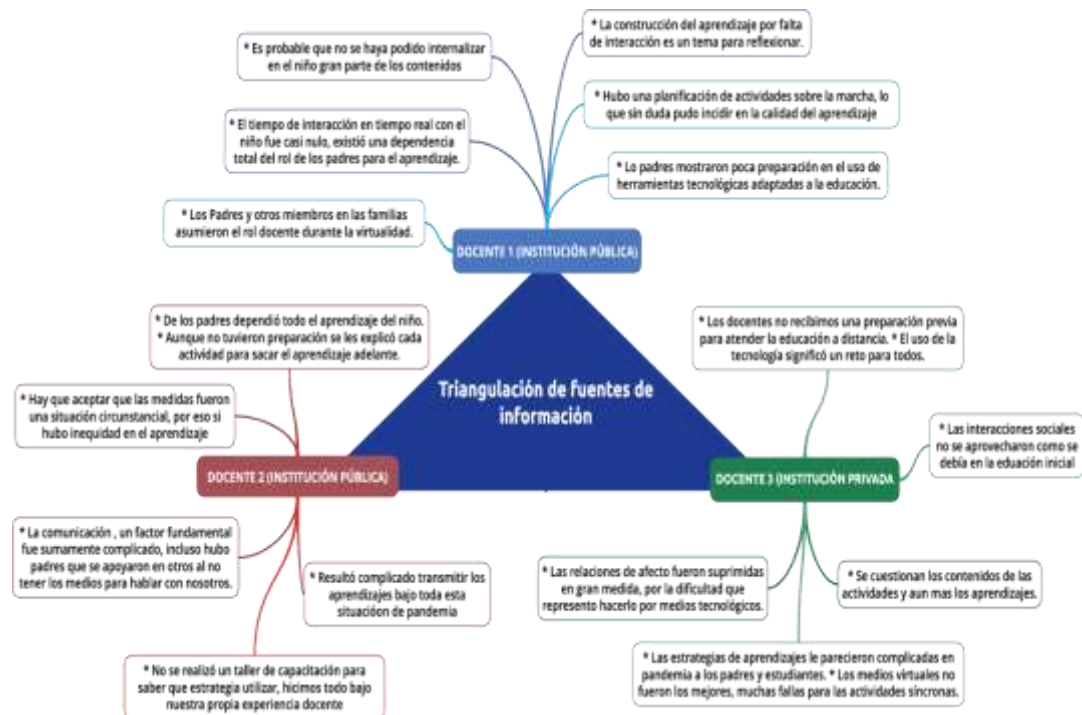 * La construcción del aprendizaje por falta
de interacción es un tema para reflexionar.
* Es probable que no se haya podido internalizar
en el niño gran parte de los contenidos
* Hubo una planificación de actividades sobre la marcha, lo
que sin duda pudo incidir en la calidad del aprendizaje
* El tiempo de interacción en tiempo real con el
niño fue casi nulo, existió una dependencia
total del rol de los padres para el aprendizaje.
* Lo padres mostraron poca preparación en el uso de
herramientas tecnológicas adaptadas a la educación.
* Los Padres y otros miembros en las familias
asumieron el rol docente durante la virtualidad.
DOCENTE 1 (INSTITUCIÓN PÚBLICA)
Triangulación de fuentes de
información
* De los padres dependió todo el aprendizaje del niño.
* Aunque no tuvieron preparación se les explicó cada
actividad para sacar el aprendizaje adelante.
* Hay que aceptar que las medidas fueron
una situación circunstancial, por eso si
hubo inequidad en el aprendizaje
DOCENTE 2 (INSTITUCIÓN PÚBLICA)
* La comunicación , un factor fundamental
fue sumamente complicado, incluso hubo
padres que se apoyaron en otros al no
tener los medios para hablar con nosotros.
* Resultó complicado transmitir los
aprendizajes bajo toda esta
situacióon de pandemia
* No se realizó un taller de capacitación para
saber que estrategia utilizar, hicimos todo bajo
nuestra propia experiencia docente
* Los docentes no recibimos una preparación previa
para atender la educación a distancia. * El uso de la
tecnología significó un reto para todos.
* Las interacciones sociales
no se aprovecharon como se
debía en la eduación inicial
DOCENTE 3 (INSTITUCIÓN PRIVADA
* Las relaciones de afecto fueron suprimidas
en gran medida, por la dificultad que
represento hacerlo por medios tecnológicos.
* Se cuestionan los contenidos de las
actividades y aun mas los aprendizajes.
* Las estrategias de aprendizajes le parecieron complicadas en
pandemia a los padres y estudiantes. * Los medios virtuales no
fueron los mejores, muchas fallas para las actividades síncronas.